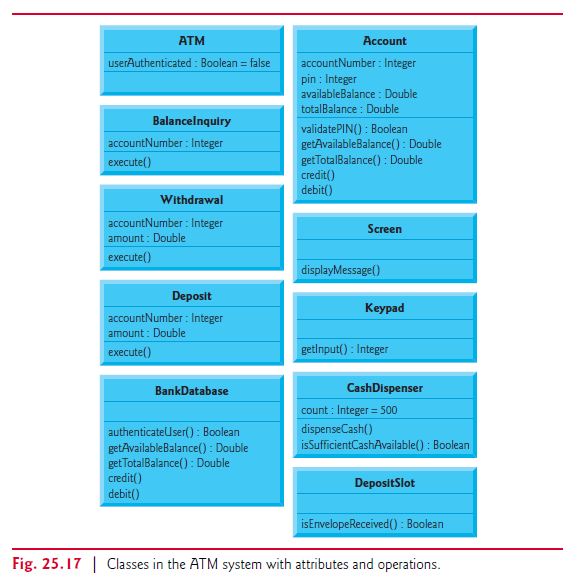 ATM
userAuthenticated : Boolean = false
BalanceInquiry
accountNumber : Integer
execute()
Withdrawal
accountNumber : Integer
amount : Double
execute()
Deposit
accountNumber : Integer
amount : Double
execute()
BankDatabase
authenticateUser() : Boolean
getAvailableBalance() : Double
getTotalBalance() : Double
credit()
debit()
Account
accountNumber : Integer
pin : Integer
availableBalance : Double
totalBalance : Double
validatePIN() : Boolean
getAvailableBalance() : Double
getTotalBalance() : Double
credit()
debit()
Screen
displayMessage()
Keypad
getInput() : Integer
CashDispenser
count : Integer = 500
dispenseCash()
isSufficientCashAvailable() : Boolean
DepositSlot
isEnvelopeReceived() : Boolean
Fig. 25.17 | Classes in the ATM system with attributes and operations.